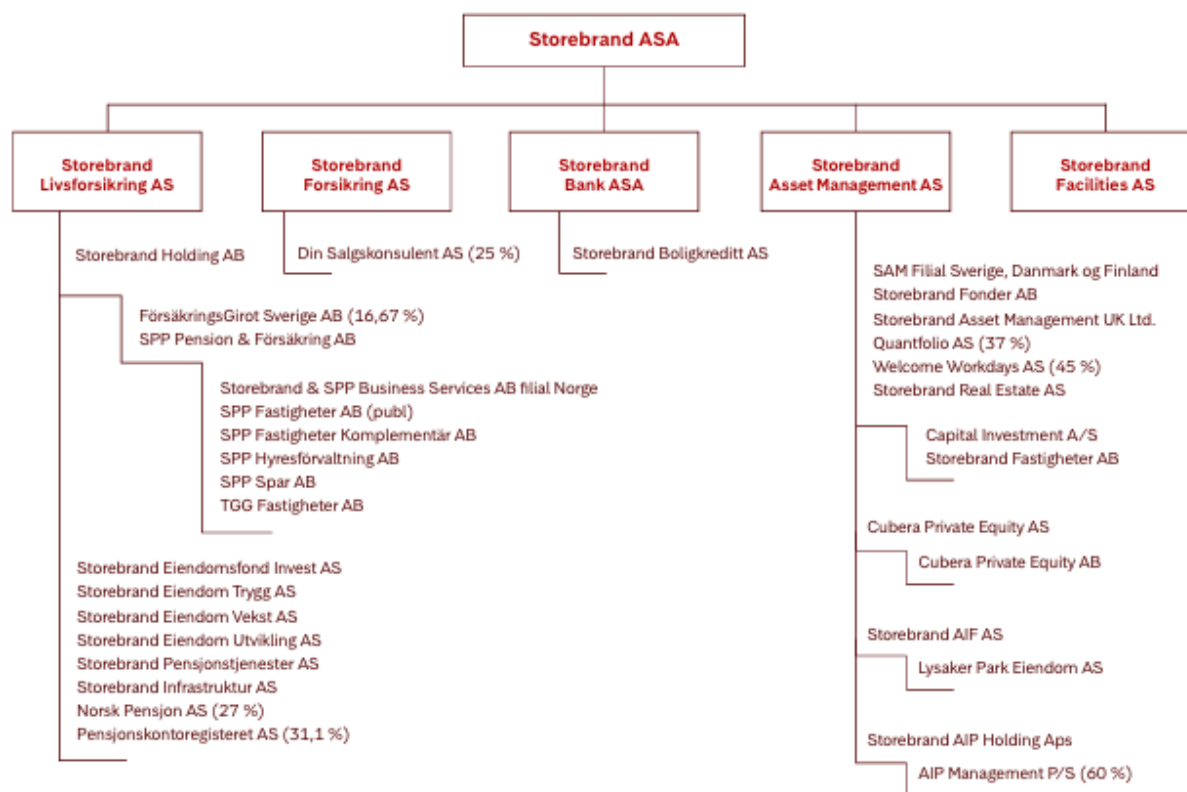 Storebrand ASA
Storebrand
Livsforsikring AS
Storebrand
Forsikring AS
Storebrand
Bank ASA
Storebrand
Asset Management AS
Storebrand
Facilities AS
Storebrand Holding AB
FörsäkringsGirot Sverige AB (16,67 %)
SPP Pension & Försäkring AB
Storebrand & SPP Business Services AB filial Norge
SPP Fastigheter AB (publ)
SPP Fastigheter Komplementär AB
SPP Hyresförvaltning AB
SPP Spar AB
TGG Fastigheter AB
Storebrand Eiendomsfond Invest AS
Storebrand Eiendom Trygg AS
Storebrand Eiendom Vekst AS
Storebrand Eiendom Utvikling AS
Storebrand Pensjonstjenester AS
Storebrand Infrastruktur AS
Norsk Pensjon AS (27 %)
Pensjonskontoregisteret AS (31,1 %)
Din Salgskonsulent AS (25 %)
Storebrand Boligkreditt AS
SAM Filial Sverige, Danmark og Finland
Storebrand Fonder AB
Storebrand Asset Management UK Ltd.
Quantfolio AS (37 %)
Welcome Workdays AS (45 %)
Storebrand Real Estate AS
Capital Investment A/S
Storebrand Fastigheter AB
Cubera Private Equity AS
Cubera Private Equity AB
Storebrand AIF AS
Lysaker Park Eiendom AS
Storebrand AIP Holding Aps
AIP Management P/S (60 %)